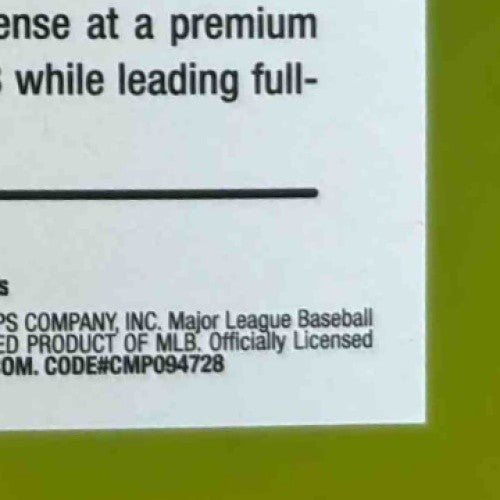 ense at a premium
while leading full-
s
PS COMPANY, INC. Major League Baseball
ED PRODUCT OF MLB. Officially Licensed
OM. CODE#CMP094728